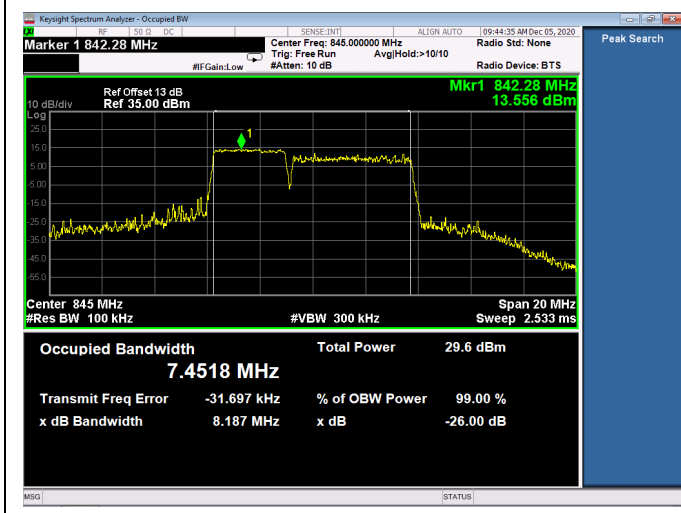 Keysight Spectrum Analyzer - Occupied BW
LXI RF 50 Ω DC SENSE:INT ALIGN AUTO 09:44:35 AM Dec 05, 2020
Marker 1 842.28 MHz
Center Freq: 845.000000 MHz
Radio Std: None
Trig: Free Run Avg|Hold:>10/10
#IFGain:Low #Atten: 10 dB Radio Device: BTS
Peak Search
Ref Offset 13 dB
Mkr1 842.28 MHz
10 dB/div Ref 35.00 dBm 13.556 dBm
Log
25.0
1
15.0
5.00
-5.00
-15.0
-25.0
-35.0
-45.0
-55.0
Center 845 MHz Span 20 MHz
#Res BW 100 kHz #VBW 300 kHz Sweep 2.533 ms
Occupied Bandwidth Total Power 29.6 dBm
7.4518 MHz
Transmit Freq Error -31.697 kHz % of OBW Power 99.00 %
x dB Bandwidth 8.187 MHz x dB -26.00 dB
MSG STATUS